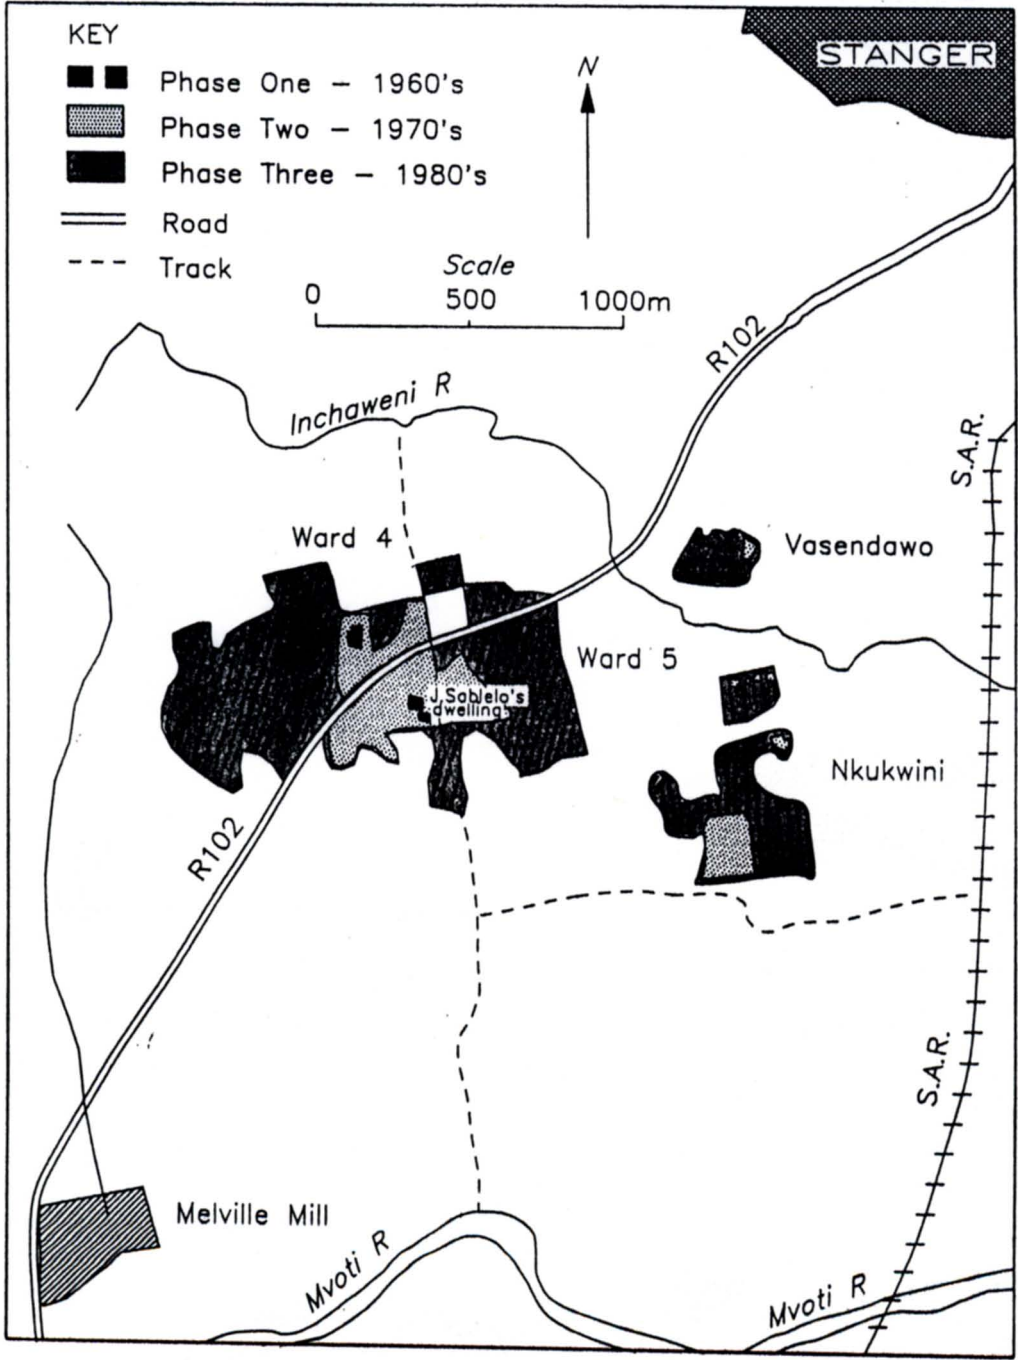 KEY
STANGER
Phase One – 1960's
Phase Two – 1970's
Phase Three – 1980's
Road
Track
N
Scale
0 500 1000m
R102
Inchaweni R
S.A.R.
Ward 4
Vasendawo
Ward 5
J.Sablelo's
dwelling
Nkukwini
R102
S.A.R.
Melville Mill
Mvoti R
Mvoti R